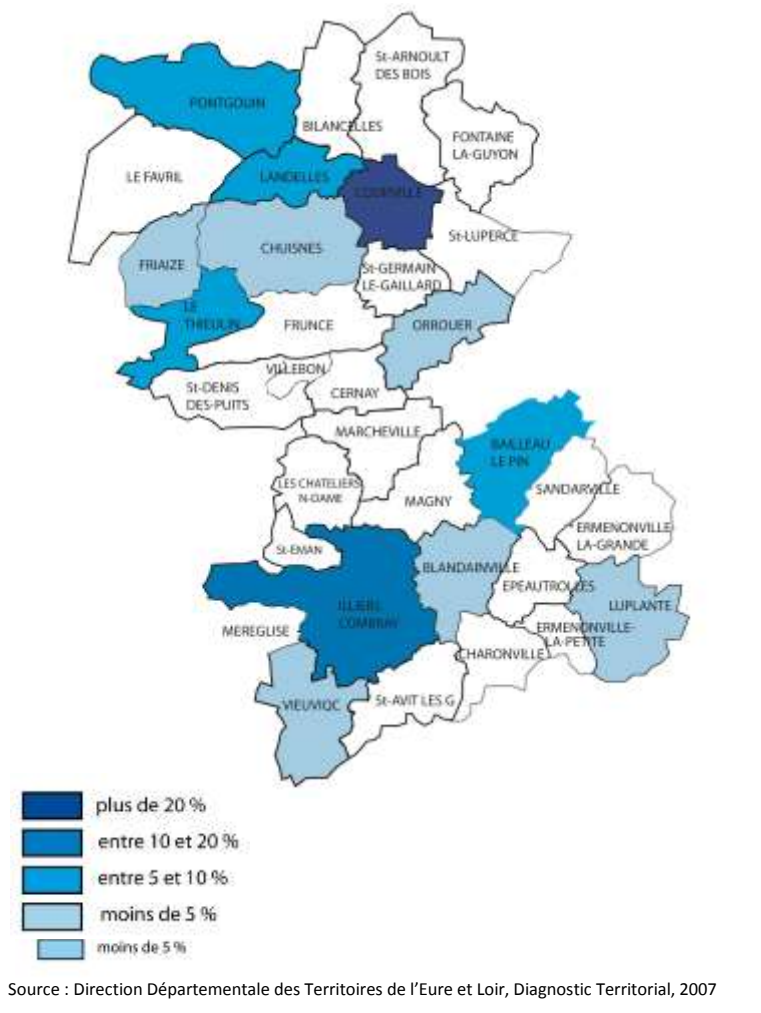 St-ARNOULT
DES BOIS
PONTGOUIN
BILANCELLES
FONTAINE
LA-GUYON
LE FAVRIL
LANDELLES
COURVILLE
St-LUPERCE
CHUISNES
FRIAIZE
St-GERMAIN
LE-GAILLARD
LE
THIEULIN
FRUNCE
ORROUER
VILLEBON
St-DENIS
DES-PUITS
CERNAY
MARCHEVILLE
BAILLEAU
LE PIN
LES CHATELIERS
N-DAME
MAGNY
SANDARVILLE
ERMENONVILLE
LA-GRANDE
St-EMAN
BLANDAINVILLE
EPEAUTROLLES
ILLIERS
COMBRAY
LUPLANTE
MEREGLISE
ERMENONVILLE-
LA-PETITE
CHARONVILLE
VIEUVIQC
St-AVIT LES G
plus de 20 %
entre 10 et 20 %
entre 5 et 10 %
moins de 5 %
moins de 5 %
Source : Direction Départementale des Territoires de l'Eure et Loir, Diagnostic Territorial, 2007